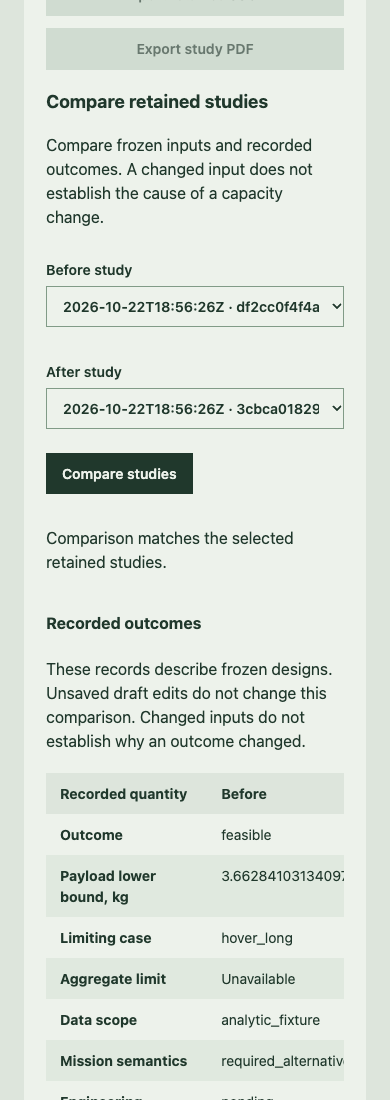 Export study PDF
Compare retained studies
Compare frozen inputs and recorded
outcomes. A changed input does not
establish the cause of a capacity
change.
Before study
2026-10-22T18:56:26Z · df2cc0f4f4a
After study
2026-10-22T18:56:26Z · 3cbca01829
Compare studies
Comparison matches the selected
retained studies.
Recorded outcomes
These records describe frozen designs.
Unsaved draft edits do not change this
comparison. Changed inputs do not
establish why an outcome changed.
Recorded quantity Before
Outcome feasible
Payload lower 3.66284103134097
bound, kg
Limiting case hover_long
Aggregate limit Unavailable
Data scope analytic_fixture
Mission semantics required_alternativ